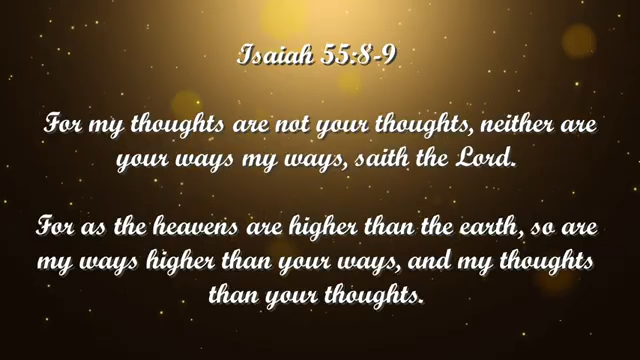 Isaiah 55:8-9
For my thoughts are not your thoughts, neither are
your ways my ways, saith the Lord.
For as the heavens are higher than the earth, so are
my ways higher than your ways, and my thoughts
than your thoughts.